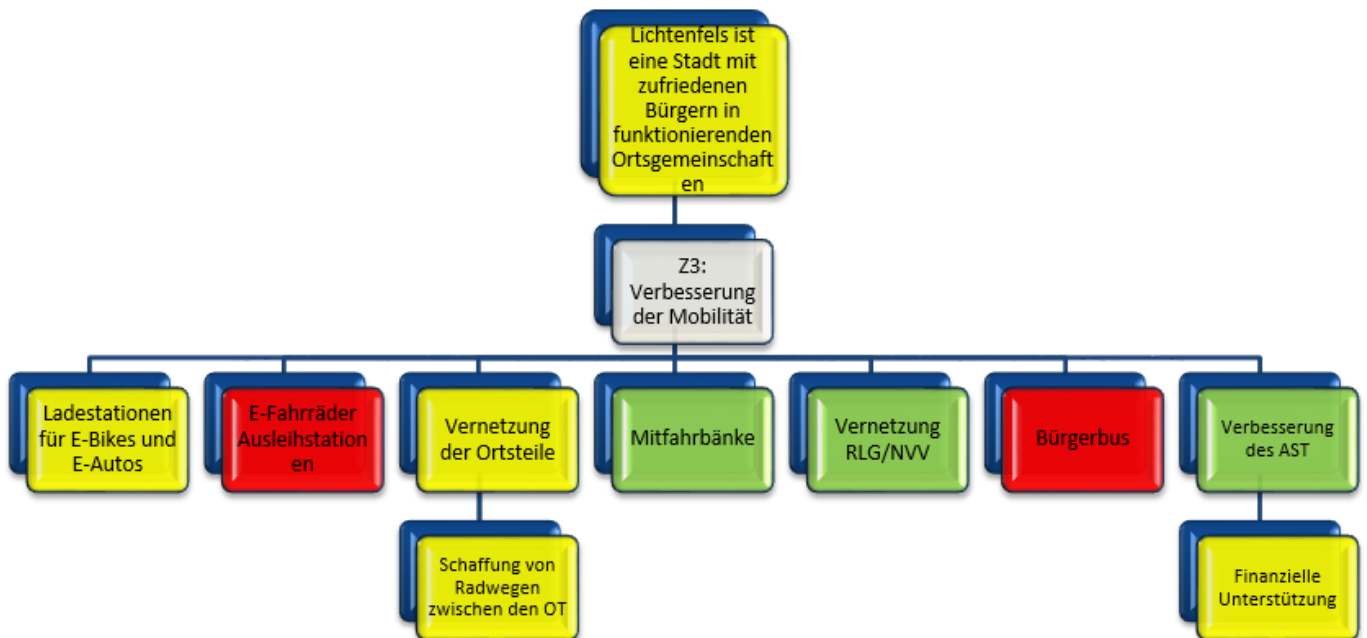 Lichtenfels ist
eine Stadt mit
zufriedenen
Bürgern in
funktionierenden
Ortsgemeinschaft
en
Z3:
Verbesserung
der Mobilität
Ladestationen
für E-Bikes und
E-Autos
E-Fahrräder
Ausleihstation
en
Vernetzung
der Ortsteile
Mitfahrbänke
Vernetzung
RLG/NVV
Bürgerbus
Verbesserung
des AST
Schaffung von
Radwegen
zwischen den OT
Finanzielle
Unterstützung